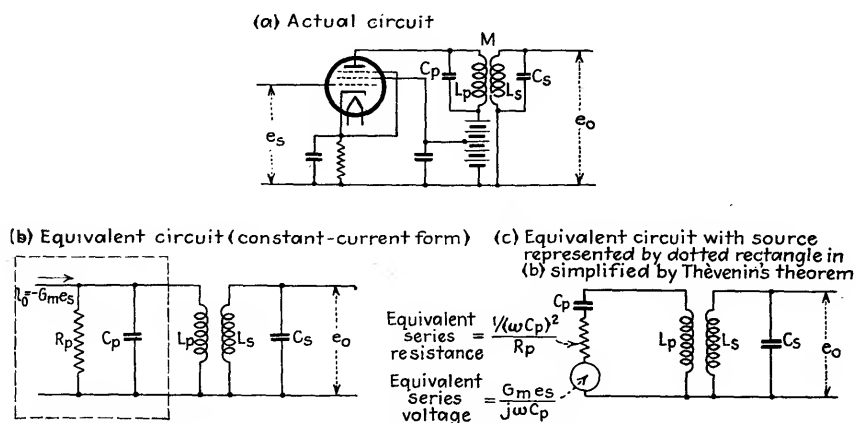 (a) Actual circuit
M
Cp
Lp
Ls
Cs
es
eo
(b) Equivalent circuit (constant-current form)
i0=-Gmes
Rp
Cp
Lp
Ls
Cs
eo
(c) Equivalent circuit with source
represented by dotted rectangle in
(b) simplified by Thèvenin's theorem
Cp
Equivalent
series
resistance
= 1/(ωCp)²
Rp
Equivalent
series
voltage
= Gmes
jωCp
Lp
Ls
Cs
eo